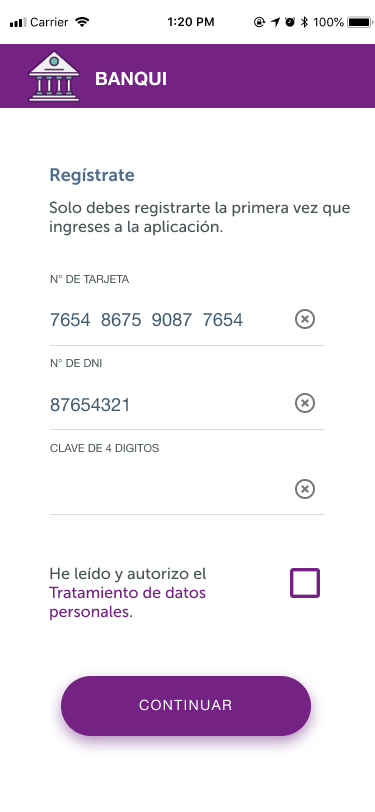 Carrier 1:20 PM 100%
BANQUI
Regístrate
Solo debes registrarte la primera vez que
ingreses a la aplicación.
N° DE TARJETA
7654 8675 9087 7654
N° DE DNI
87654321
CLAVE DE 4 DIGITOS
He leído y autorizo el
Tratamiento de datos
personales.
CONTINUAR